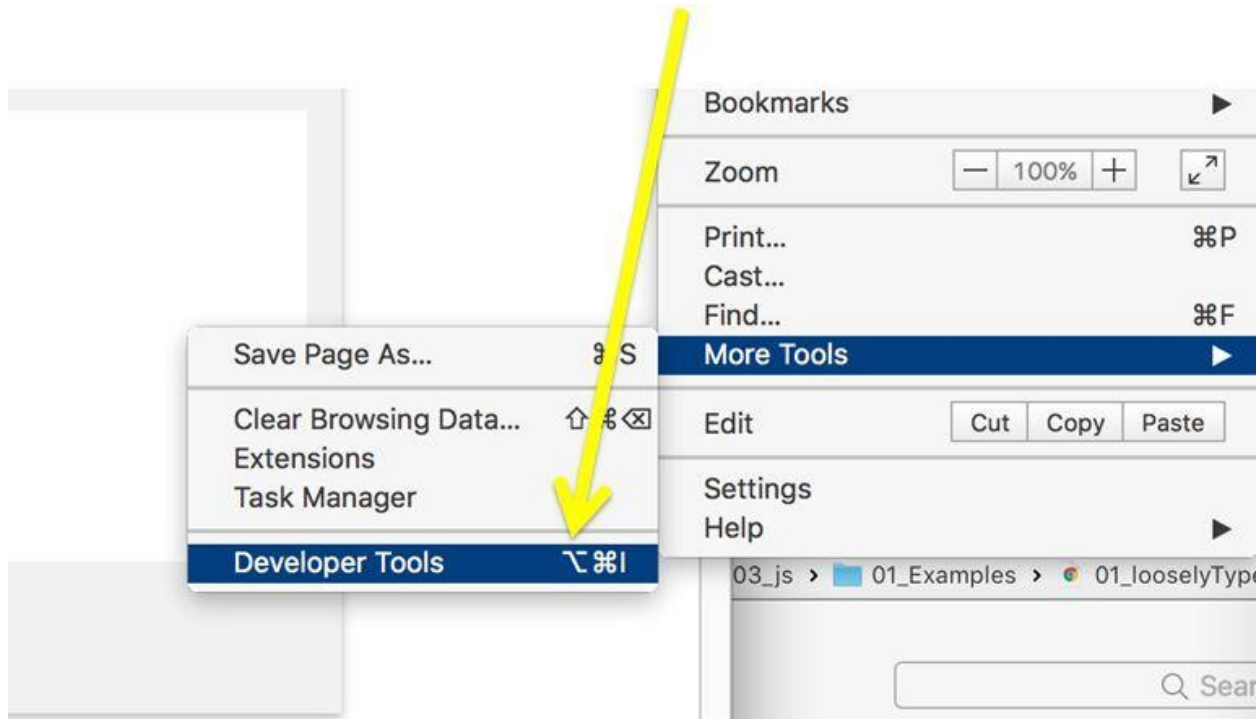 Bookmarks ▶
Zoom — 100% +
Print... ⌘P
Cast...
Find... ⌘F
More Tools ▶
Save Page As... ⌘S
Clear Browsing Data... ⇧⌘⌫
Extensions
Task Manager
Developer Tools ⌥⌘I
Edit Cut Copy Paste
Settings
Help ▶
03_js › 01_Examples › 01_looselyType
Sear